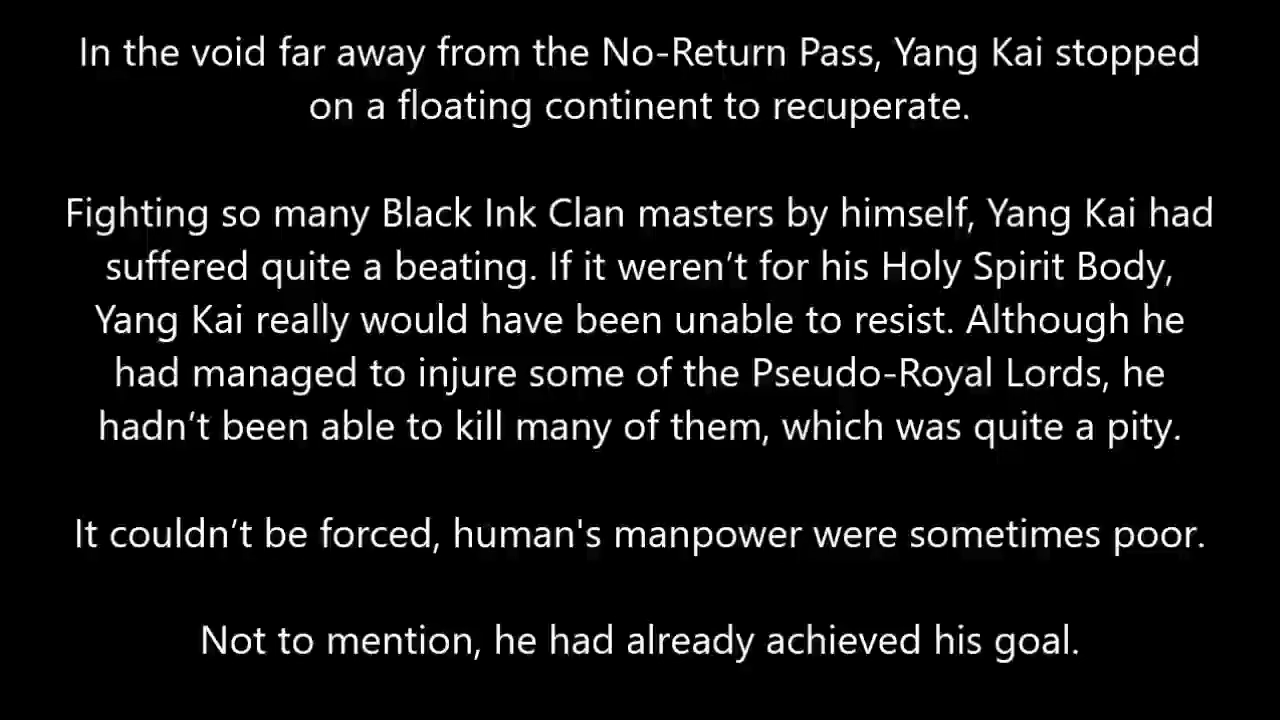 In the void far away from the No-Return Pass, Yang Kai stopped
on a floating continent to recuperate.
Fighting so many Black Ink Clan masters by himself, Yang Kai had
suffered quite a beating. If it weren’t for his Holy Spirit Body,
Yang Kai really would have been unable to resist. Although he
had managed to injure some of the Pseudo-Royal Lords, he
hadn’t been able to kill many of them, which was quite a pity.
It couldn’t be forced, human's manpower were sometimes poor.
Not to mention, he had already achieved his goal.